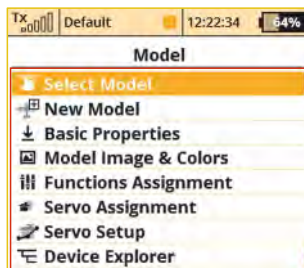 Tx Default 12:22:34 64%
Model
Select Model
New Model
Basic Properties
Model Image & Colors
Functions Assignment
Servo Assignment
Servo Setup
Device Explorer